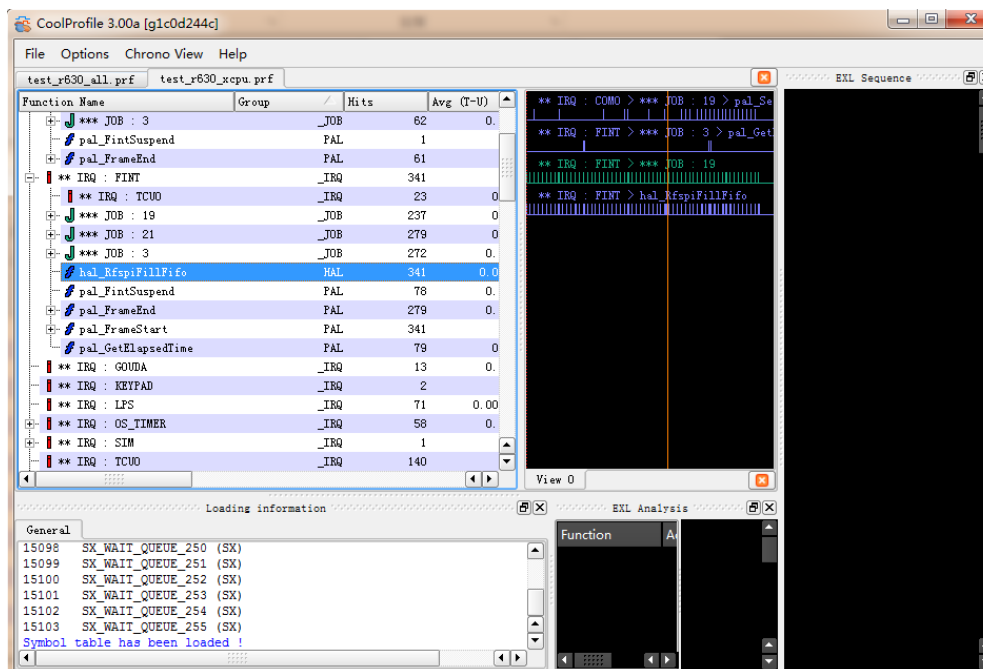 CoolProfile 3.00a [g1c0d244c]
File Options Chrono View Help
test_r630_all.prf test_r630_xcpu.prf
Function Name Group Hits Avg (T-U)
*** JOB : 3 _JOB 62 0.
pal_FintSuspend PAL 1
pal_FrameEnd PAL 61
** IRQ : FINT _IRQ 341
** IRQ : TCU0 _IRQ 23 0
*** JOB : 19 _JOB 237 0
*** JOB : 21 _JOB 279 0
*** JOB : 3 _JOB 272 0.
hal_RfspiFillFifo HAL 341 0.0
pal_FintSuspend PAL 78 0.
pal_FrameEnd PAL 279 0.
pal_FrameStart PAL 341
pal_GetElapsedTime PAL 79 0
** IRQ : GOUDA _IRQ 13 0.
** IRQ : KEYPAD _IRQ 2
** IRQ : LPS _IRQ 71 0.00
** IRQ : OS_TIMER _IRQ 58 0.
** IRQ : SIM _IRQ 1
** IRQ : TCU0 _IRQ 140
** IRQ : COMO > *** JOB : 19 > pal_Se
** IRQ : FINT > *** JOB : 3 > pal_Get
** IRQ : FINT > *** JOB : 19
** IRQ : FINT > hal_RfspiFillFifo
View 0
EXL Sequence
Loading information
General
15098 SX_WAIT_QUEUE_250 (SX)
15099 SX_WAIT_QUEUE_251 (SX)
15100 SX_WAIT_QUEUE_252 (SX)
15101 SX_WAIT_QUEUE_253 (SX)
15102 SX_WAIT_QUEUE_254 (SX)
15103 SX_WAIT_QUEUE_255 (SX)
Symbol table has been loaded !
EXL Analysis
Function